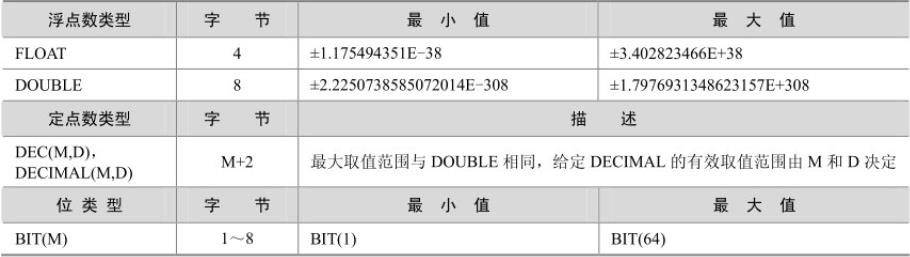 浮点数类型 字 节 最 小 值 最 大 值
FLOAT 4 ±1.175494351E-38 ±3.402823466E+38
DOUBLE 8 ±2.2250738585072014E-308 ±1.7976931348623157E+308
定点数类型 字 节 描 述
DEC(M,D)，
DECIMAL(M,D) M+2 最大取值范围与 DOUBLE 相同，给定 DECIMAL 的有效取值范围由 M 和 D 决定
位 类 型 字 节 最 小 值 最 大 值
BIT(M) 1～8 BIT(1) BIT(64)